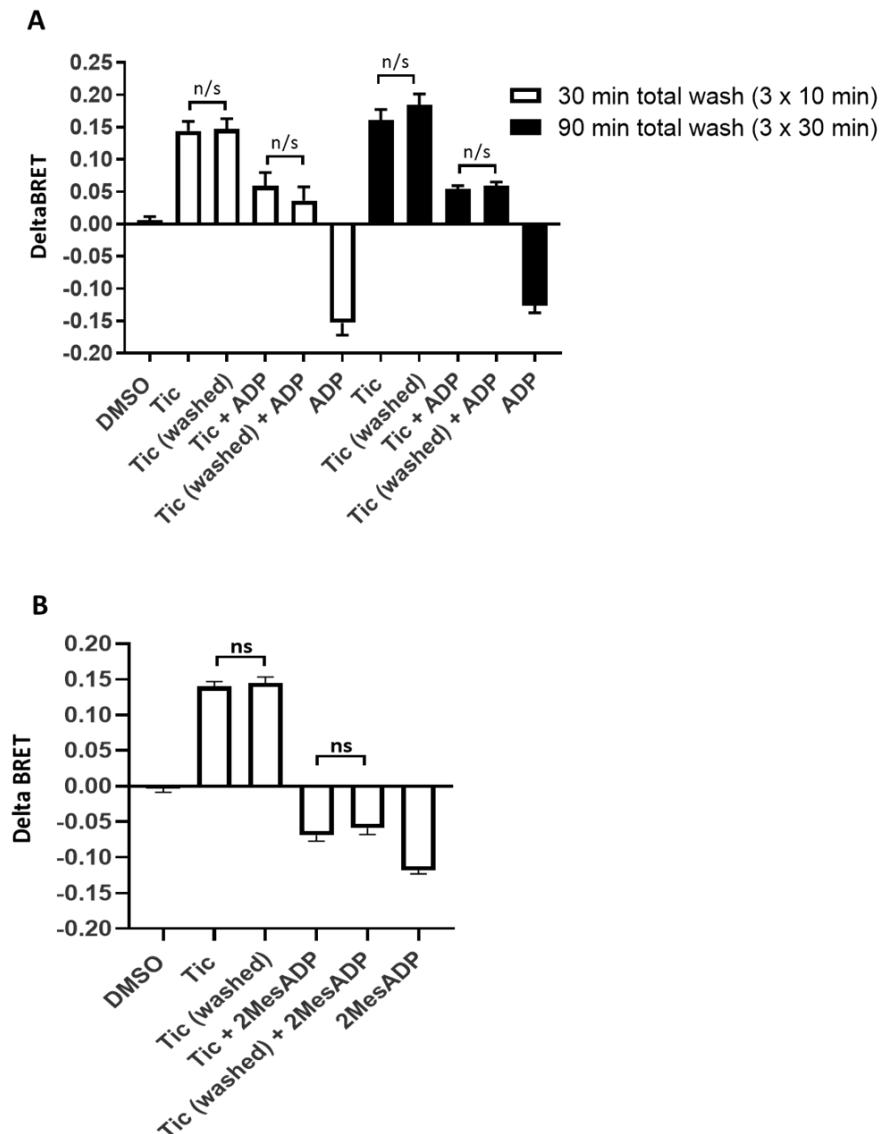 A
0.25
0.20
0.15
0.10
0.05
0.00
-0.05
-0.10
-0.15
-0.20
DeltaBRET
n/s
n/s
n/s
n/s
30 min total wash (3 x 10 min)
90 min total wash (3 x 30 min)
DMSO
Tic
Tic (washed)
Tic + ADP
Tic (washed) + ADP
ADP
Tic
Tic (washed)
Tic + ADP
Tic (washed) + ADP
ADP
B
0.20
0.15
0.10
0.05
0.00
-0.05
-0.10
-0.15
-0.20
Delta BRET
ns
ns
DMSO
Tic
Tic (washed)
Tic + 2MesADP
Tic (washed) + 2MesADP
2MesADP